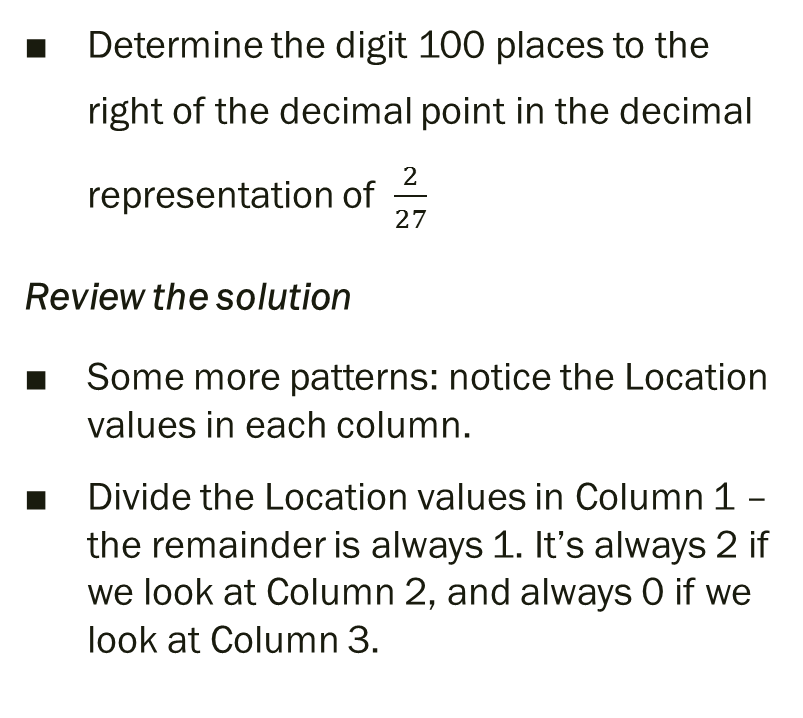 ■ Determine the digit 100 places to the
right of the decimal point in the decimal
representation of 2/27
Review the solution
■ Some more patterns: notice the Location
values in each column.
■ Divide the Location values in Column 1 –
the remainder is always 1. It’s always 2 if
we look at Column 2, and always 0 if we
look at Column 3.